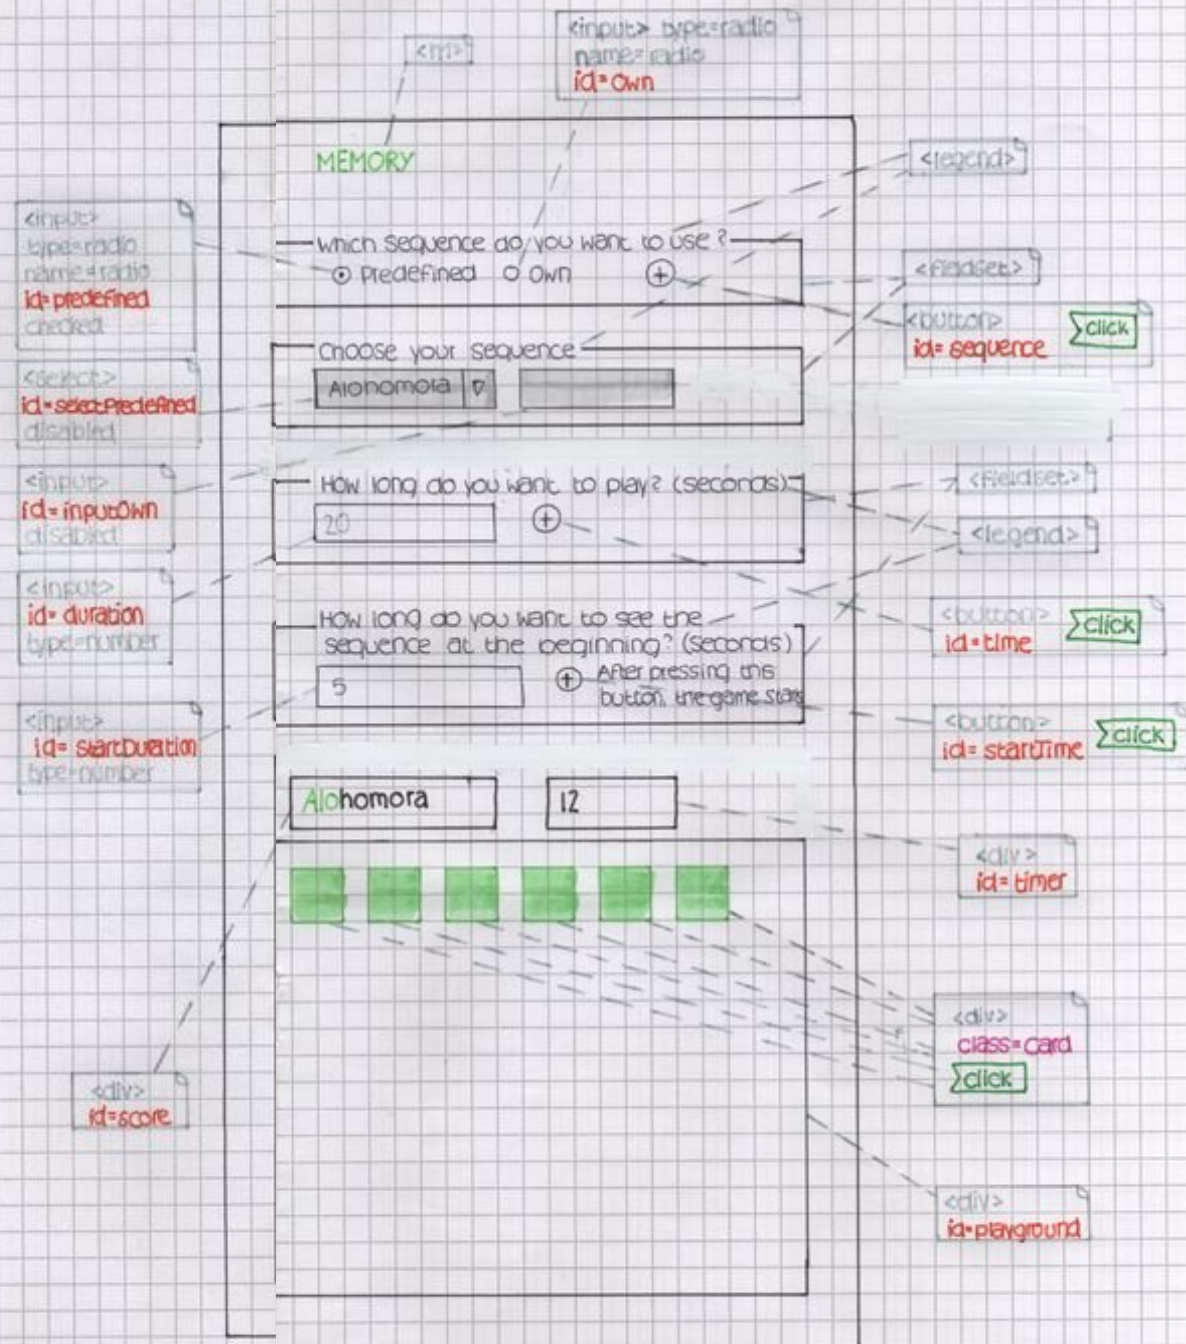 <h1>
<input> type=radio
name=radio
id=own
MEMORY
<legend>
<input>
type=radio
name=radio
id=predefined
checked
Which sequence do you want to use?
Predefined
Own
+
<fieldset>
<button>
id=sequence
click
Choose your sequence
Alohomora
<select>
id=selectPredefined
disabled
<input>
id=inputOwn
disabled
How long do you want to play? (seconds)
20
+
<fieldset>
<legend>
<input>
id=duration
type=number
How long do you want to see the
sequence at the beginning? (seconds)
5
+
After pressing this
button, the game starts
<button>
id=time
click
<input>
id=startDuration
type=number
<button>
id=startTime
click
Alohomora
12
<div>
id=timer
<div>
class=card
click
<div>
id=score
<div>
id=playground